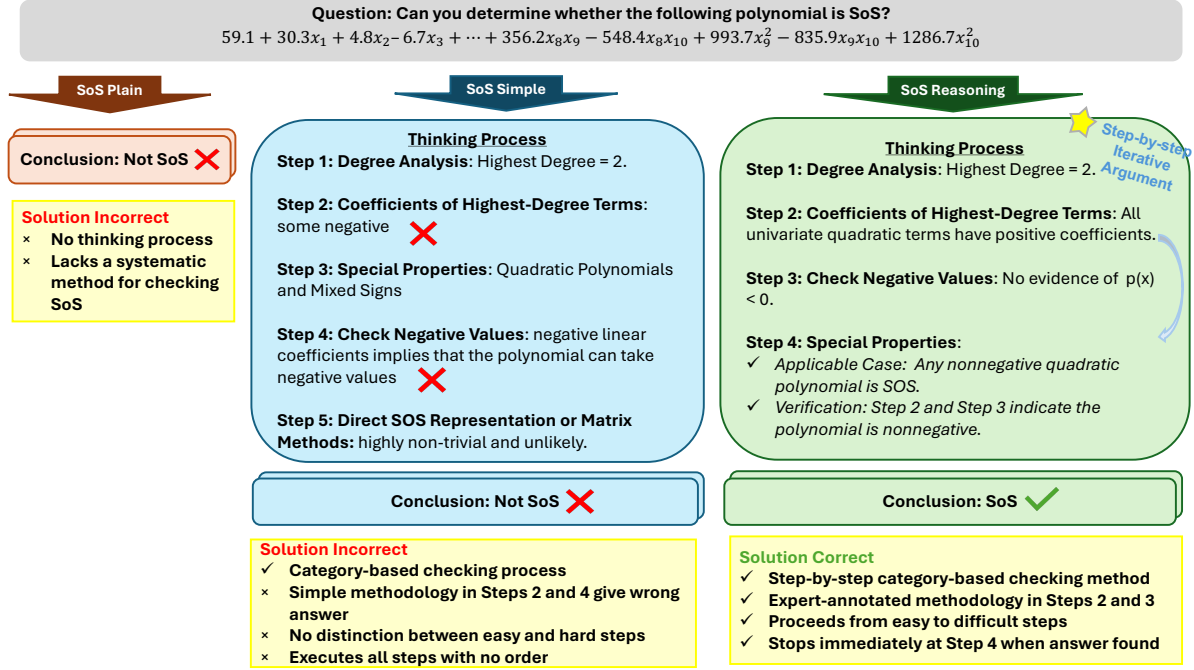 Question: Can you determine whether the following polynomial is SoS?
59.1 + 30.3x₁ + 4.8x₂– 6.7x₃ + ⋯ + 356.2x₈x₉ − 548.4x₈x₁₀ + 993.7x₉² − 835.9x₉x₁₀ + 1286.7x₁₀²
SoS Plain
Conclusion: Not SoS
Solution Incorrect
× No thinking process
× Lacks a systematic
method for checking
SoS
SoS Simple
Thinking Process
Step 1: Degree Analysis: Highest Degree = 2.
Step 2: Coefficients of Highest-Degree Terms:
some negative
Step 3: Special Properties: Quadratic Polynomials
and Mixed Signs
Step 4: Check Negative Values: negative linear
coefficients implies that the polynomial can take
negative values
Step 5: Direct SOS Representation or Matrix
Methods: highly non-trivial and unlikely.
Conclusion: Not SoS
Solution Incorrect
✓ Category-based checking process
× Simple methodology in Steps 2 and 4 give wrong
answer
× No distinction between easy and hard steps
× Executes all steps with no order
SoS Reasoning
Step-by-step
Iterative
Argument
Thinking Process
Step 1: Degree Analysis: Highest Degree = 2.
Step 2: Coefficients of Highest-Degree Terms: All
univariate quadratic terms have positive coefficients.
Step 3: Check Negative Values: No evidence of p(x)
< 0.
Step 4: Special Properties:
✓ Applicable Case: Any nonnegative quadratic
polynomial is SOS.
✓ Verification: Step 2 and Step 3 indicate the
polynomial is nonnegative.
Conclusion: SoS
Solution Correct
✓ Step-by-step category-based checking method
✓ Expert-annotated methodology in Steps 2 and 3
✓ Proceeds from easy to difficult steps
✓ Stops immediately at Step 4 when answer found